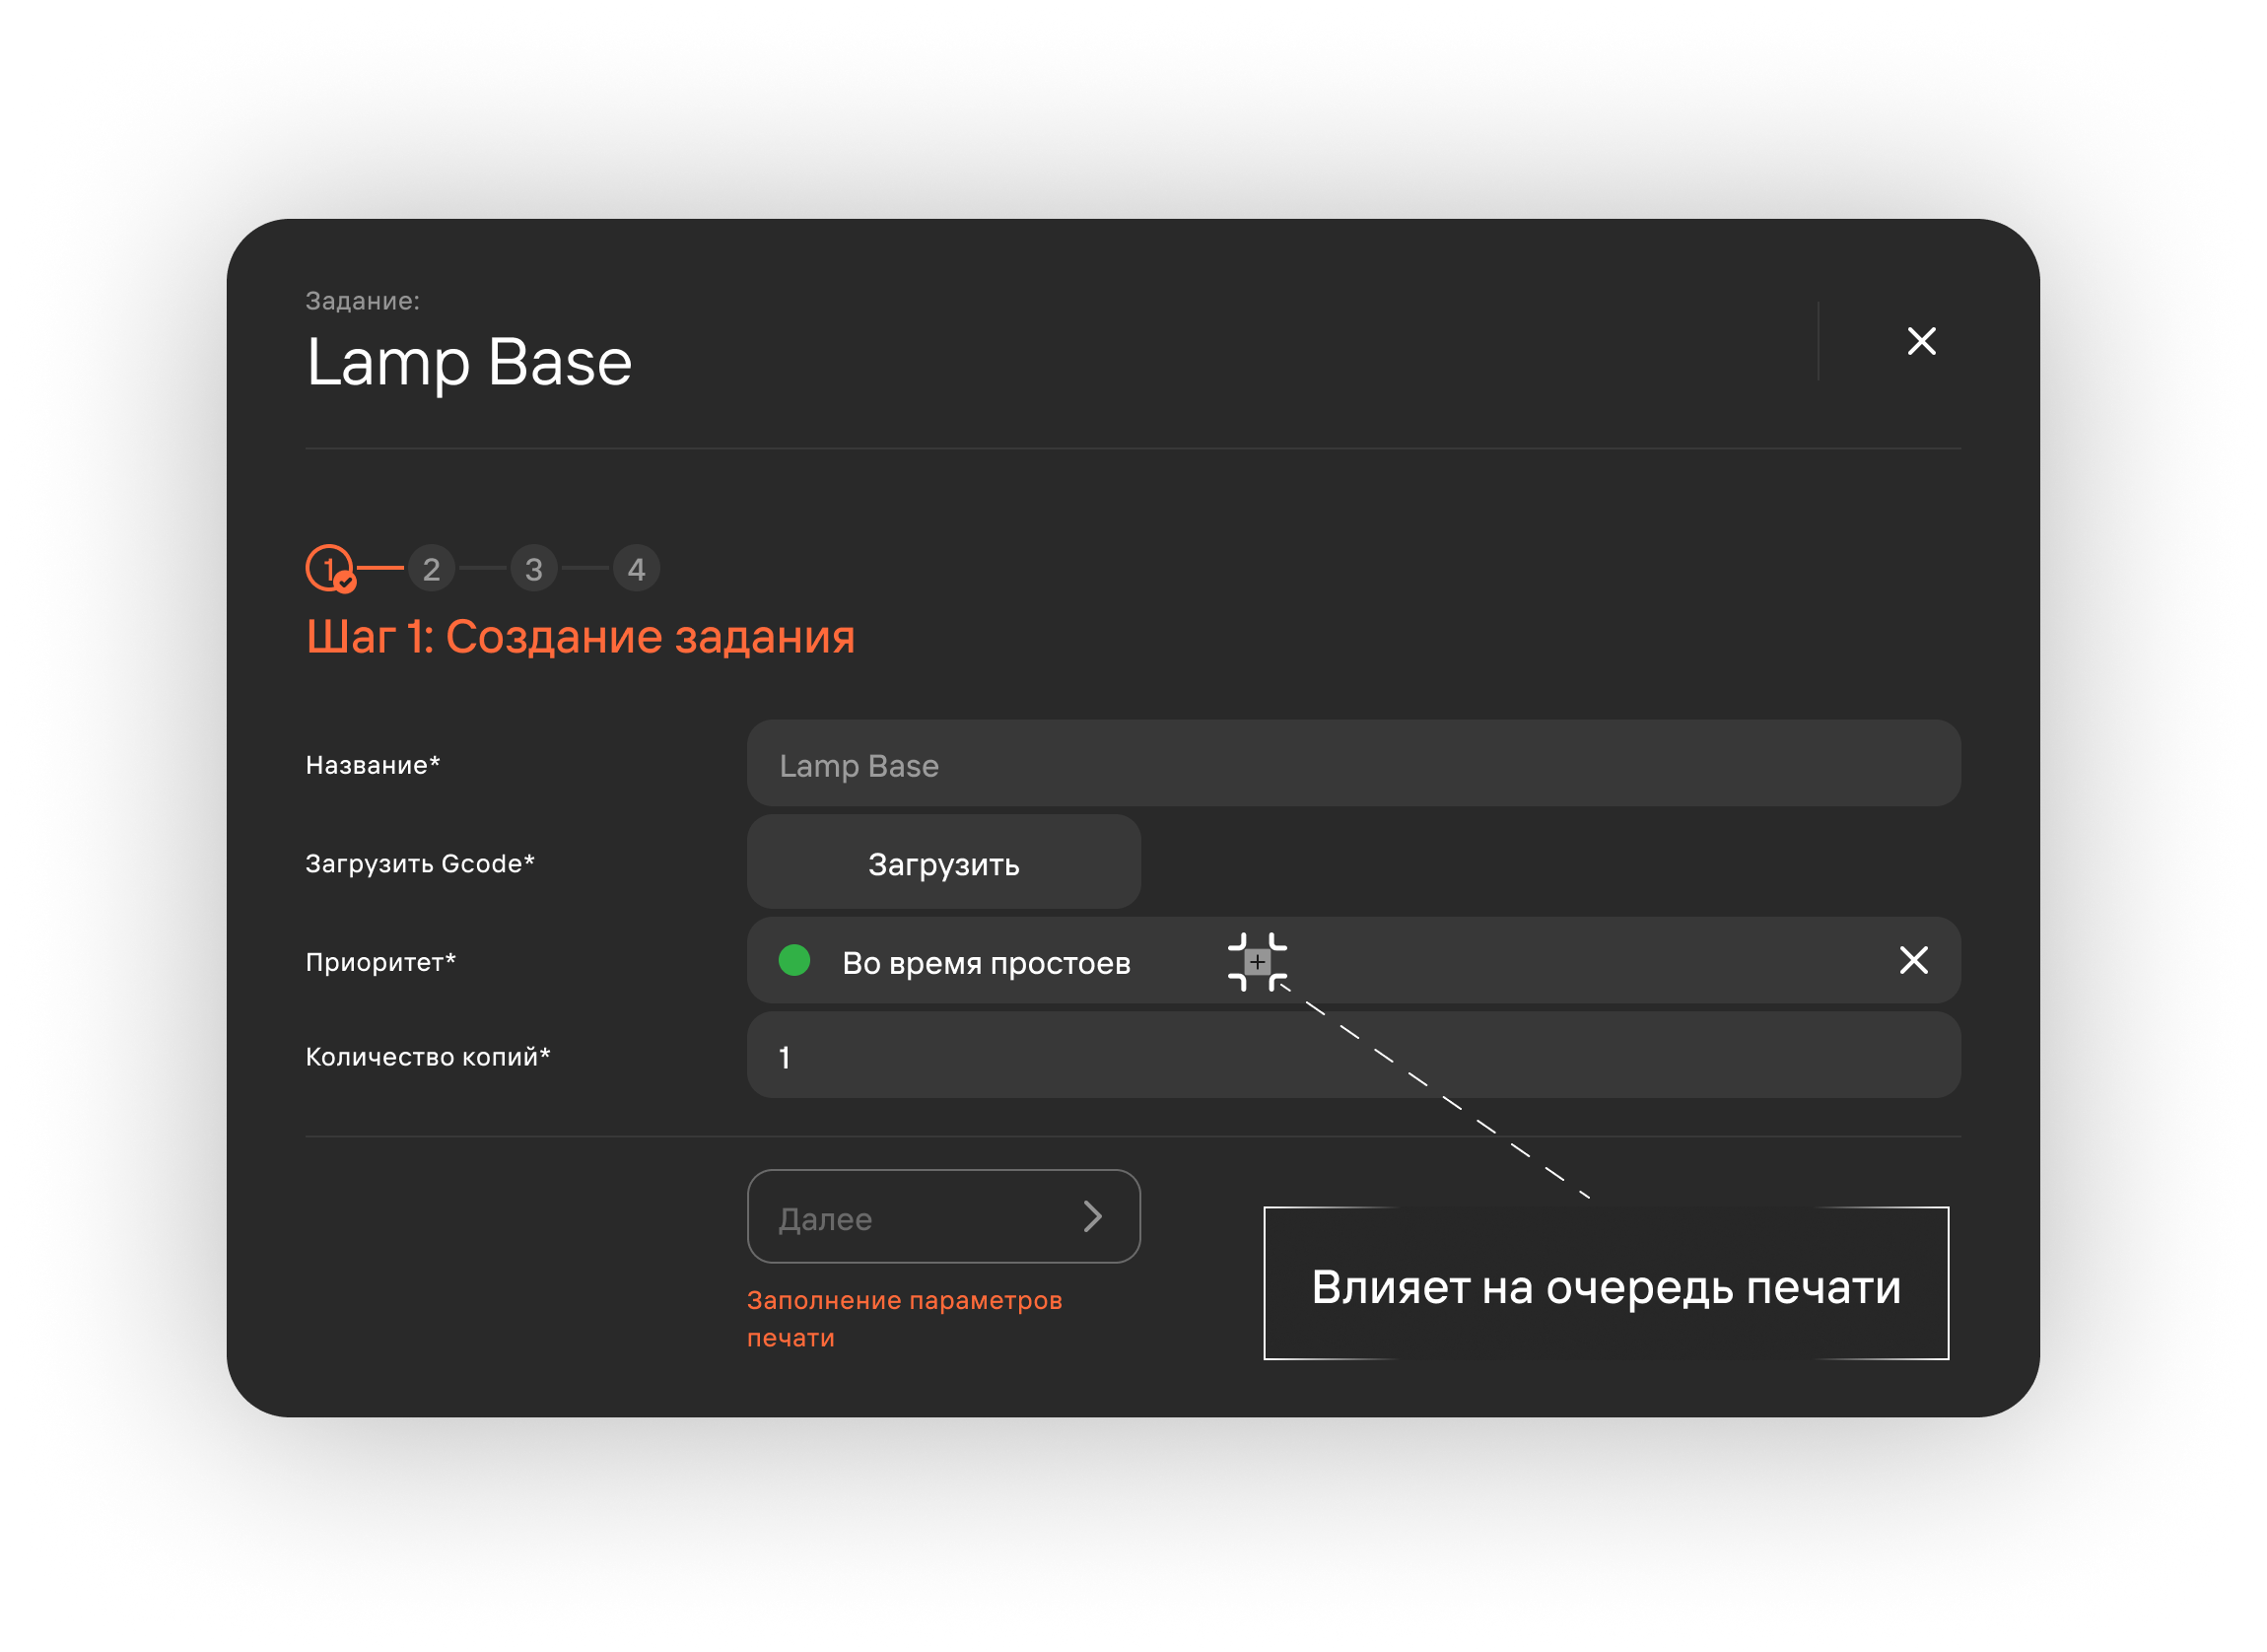 Задание:
Lamp Base
1 2 3 4
Шаг 1: Создание задания
Название*
Lamp Base
Загрузить Gcode*
Загрузить
Приоритет*
Во время простоев
Количество копий*
1
Далее
Заполнение параметров
печати
Влияет на очередь печати